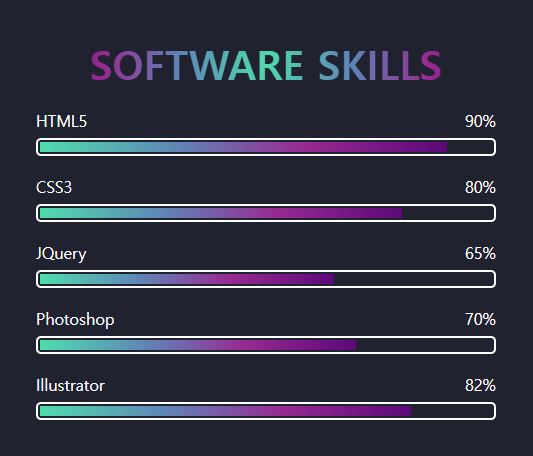 SOFTWARE SKILLS
HTML5 90%
CSS3 80%
JQuery 65%
Photoshop 70%
Illustrator 82%